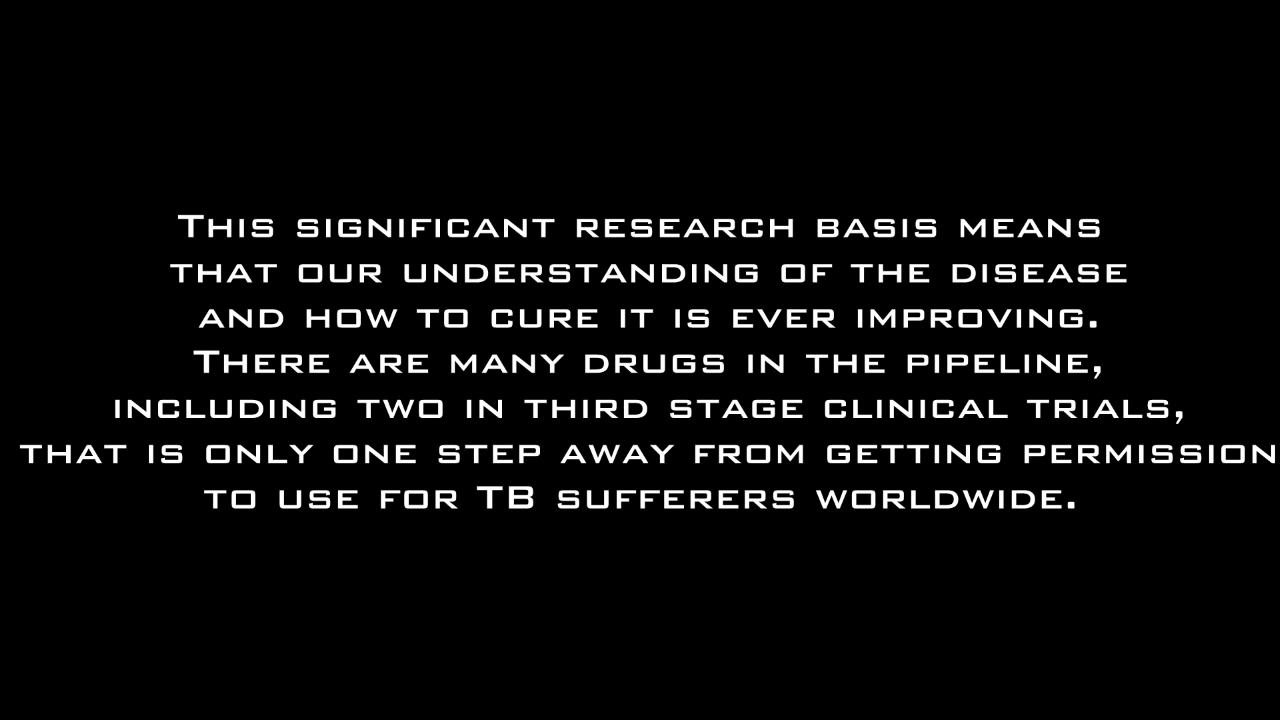 This significant research basis means
that our understanding of the disease
and how to cure it is ever improving.
There are many drugs in the pipeline,
including two in third stage clinical trials,
that is only one step away from getting permission
to use for TB sufferers worldwide.